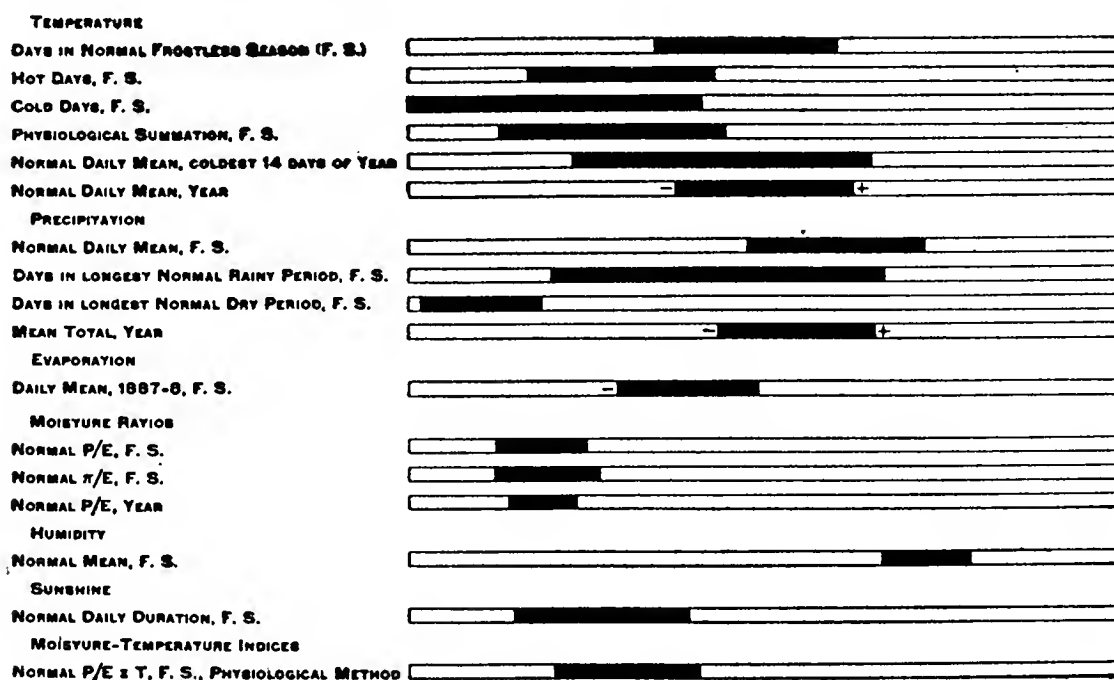 TEMPERATURE
DAYS IN NORMAL FROSTLESS SEASON (F. S.)
HOT DAYS, F. S.
COLD DAYS, F. S.
PHYSIOLOGICAL SUMMATION, F. S.
NORMAL DAILY MEAN, COLDEST 14 DAYS OF YEAR
NORMAL DAILY MEAN, YEAR - +
PRECIPITATION
NORMAL DAILY MEAN, F. S.
DAYS IN LONGEST NORMAL RAINY PERIOD, F. S.
DAYS IN LONGEST NORMAL DRY PERIOD, F. S.
MEAN TOTAL, YEAR - +
EVAPORATION
DAILY MEAN, 1887-8, F. S. -
MOISTURE RATIOS
NORMAL P/E, F. S.
NORMAL π/E, F. S.
NORMAL P/E, YEAR
HUMIDITY
NORMAL MEAN, F. S.
SUNSHINE
NORMAL DAILY DURATION, F. S.
MOISTURE-TEMPERATURE INDICES
NORMAL P/E x T, F. S., PHYSIOLOGICAL METHOD